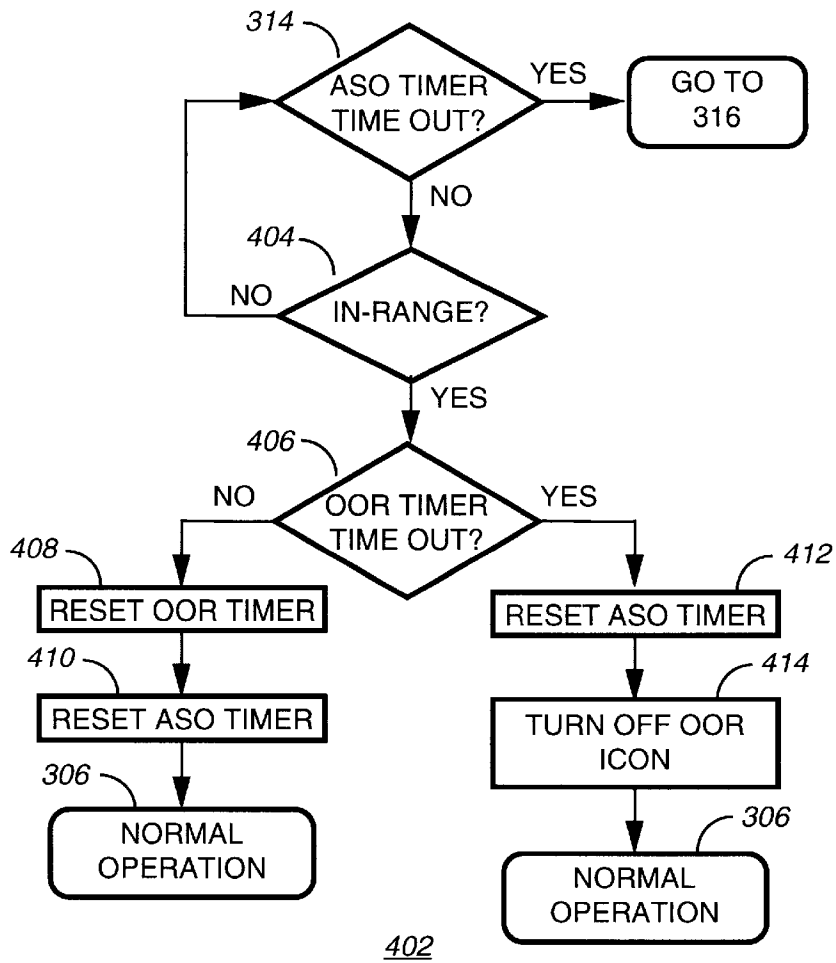 314
ASO TIMER
TIME OUT?
YES
GO TO
316
NO
404
NO
IN-RANGE?
YES
406
NO
OOR TIMER
TIME OUT?
YES
408
RESET OOR TIMER
412
RESET ASO TIMER
410
RESET ASO TIMER
414
TURN OFF OOR
ICON
306
NORMAL
OPERATION
306
NORMAL
OPERATION
402